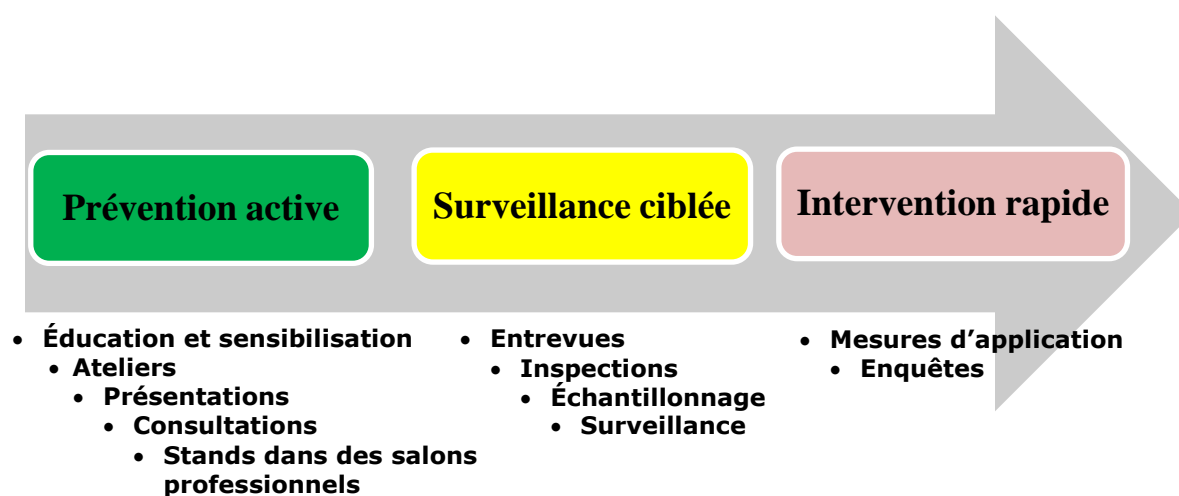 Prévention active
Surveillance ciblée
Intervention rapide
• Éducation et sensibilisation
• Ateliers
• Présentations
• Consultations
• Stands dans des salons
professionnels
• Entrevues
• Inspections
• Échantillonnage
• Surveillance
• Mesures d’application
• Enquêtes